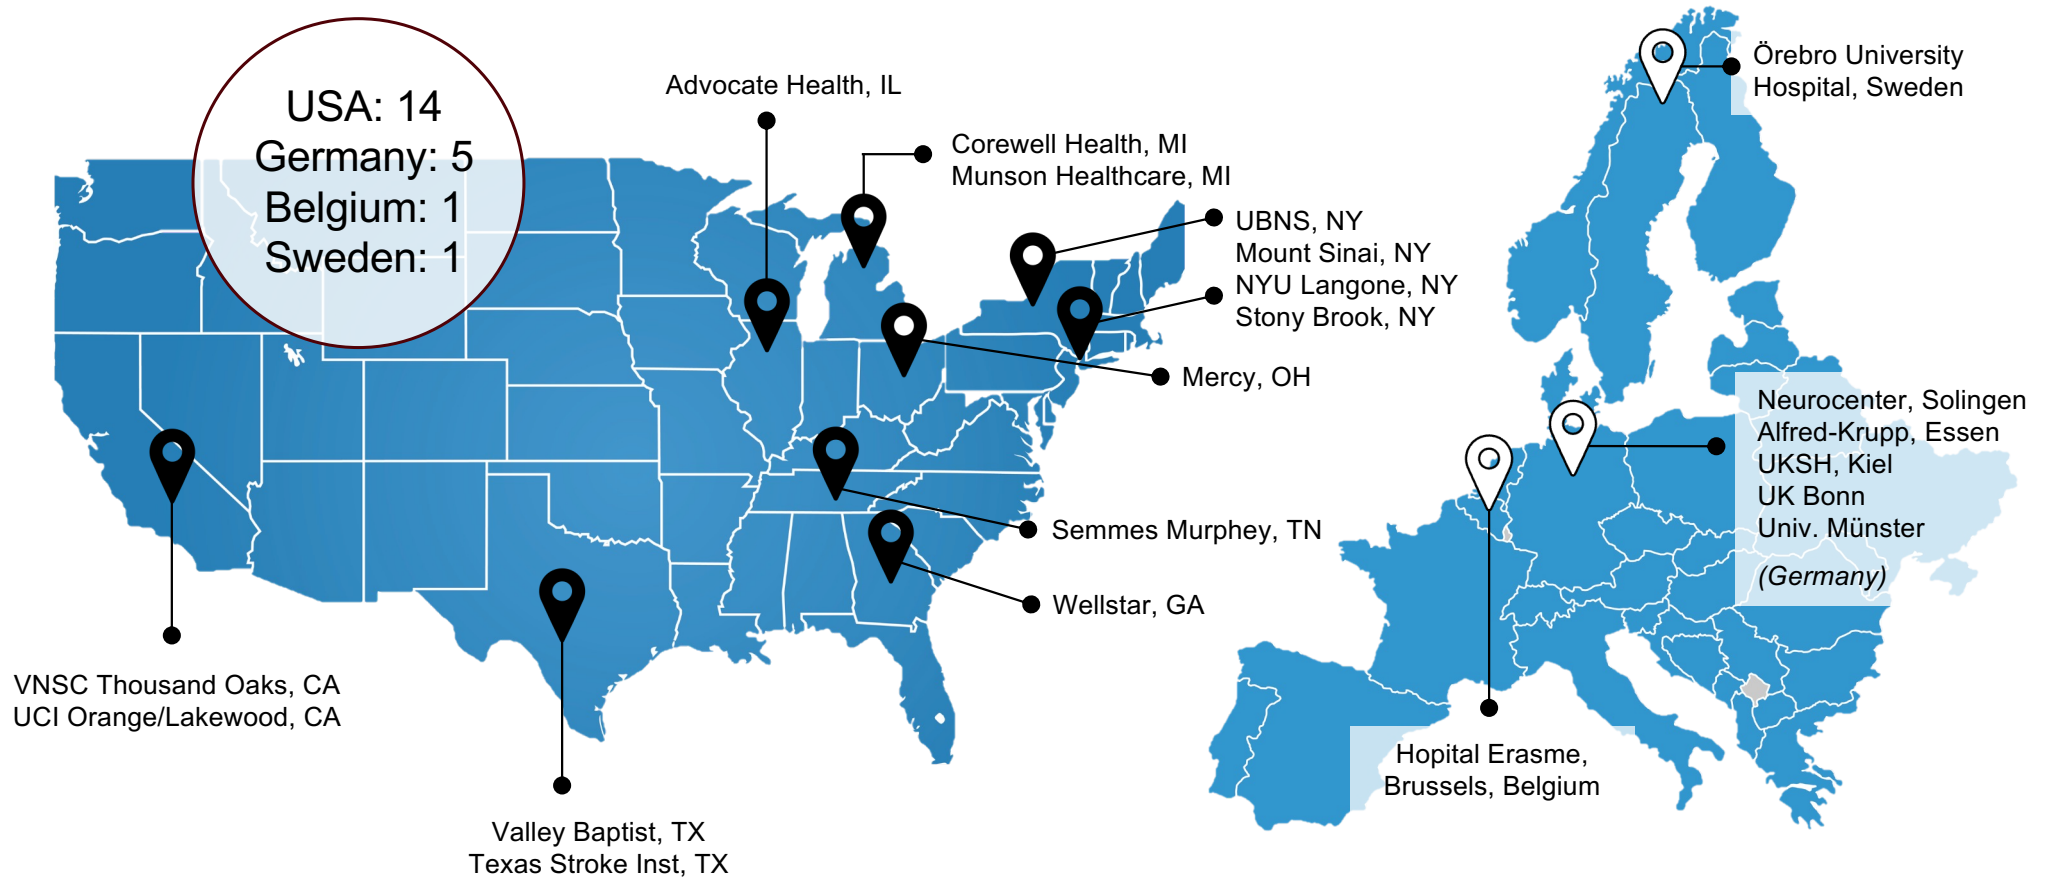 USA: 14
Germany: 5
Belgium: 1
Sweden: 1
Advocate Health, IL
Corewell Health, MI
Munson Healthcare, MI
UBNS, NY
Mount Sinai, NY
NYU Langone, NY
Stony Brook, NY
Mercy, OH
Semmes Murphey, TN
Wellstar, GA
VNSC Thousand Oaks, CA
UCI Orange/Lakewood, CA
Valley Baptist, TX
Texas Stroke Inst, TX
Örebro University
Hospital, Sweden
Neurocenter, Solingen
Alfred-Krupp, Essen
UKSH, Kiel
UK Bonn
Univ. Münster
(Germany)
Hopital Erasme,
Brussels, Belgium